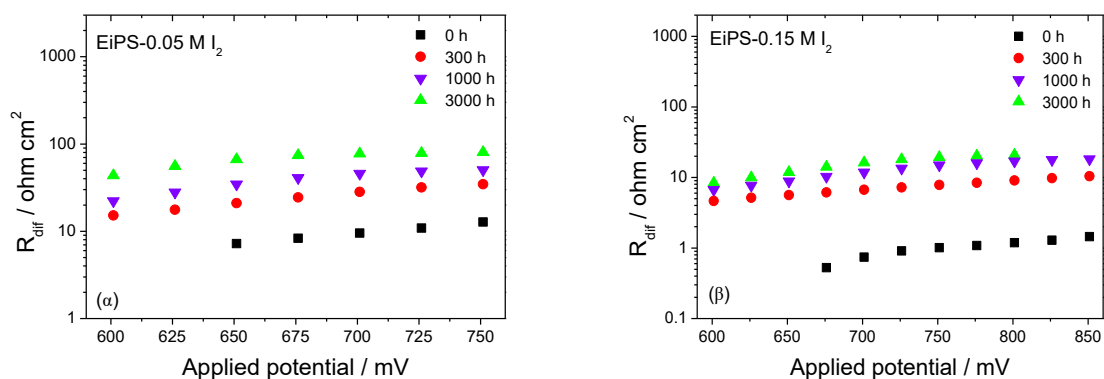 EiPS-0.05 M I₂
0 h
300 h
1000 h
3000 h
1000
100
10
1
R_dif / ohm cm²
(α)
600 625 650 675 700 725 750
Applied potential / mV
EiPS-0.15 M I₂
0 h
300 h
1000 h
3000 h
1000
100
10
1
0.1
R_dif / ohm cm²
(β)
600 650 700 750 800 850
Applied potential / mV